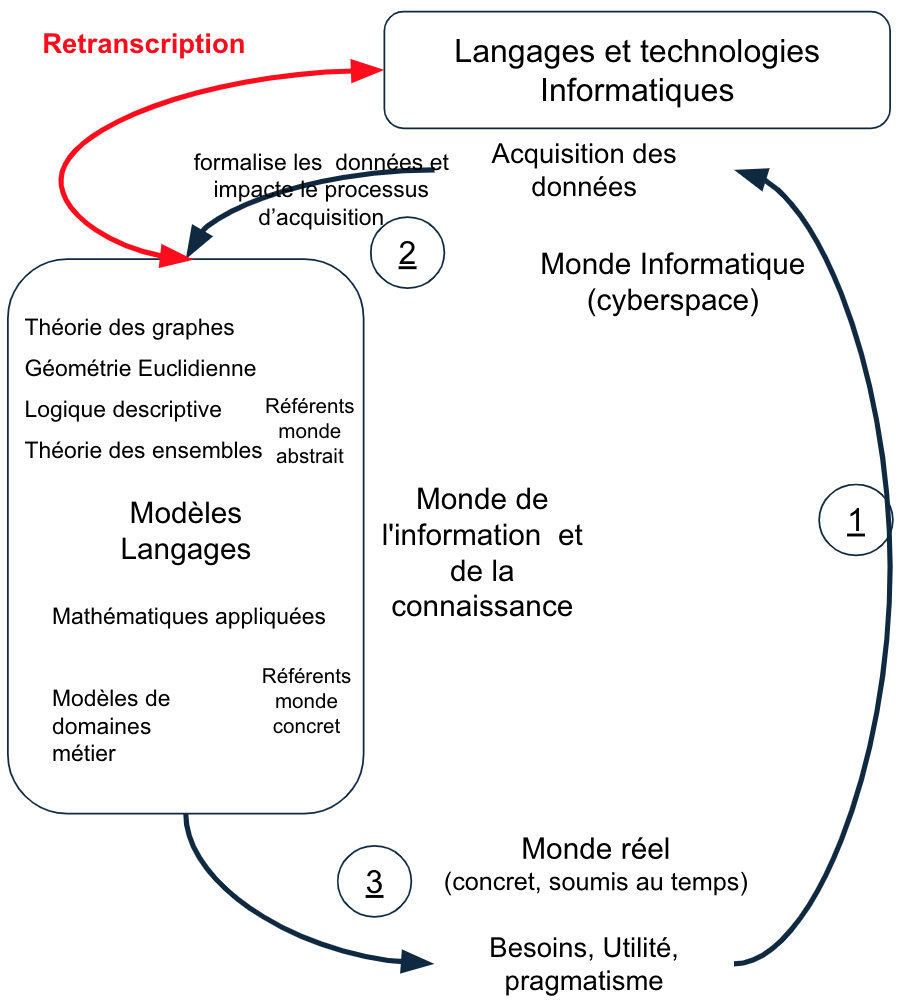 Retranscription
Langages et technologies
Informatiques
formalise les données et
impacte le processus
d'acquisition
Acquisition des
données
2
Monde Informatique
(cyberspace)
Théorie des graphes
Géométrie Euclidienne
Logique descriptive
Théorie des ensembles
Référents
monde
abstrait
Modèles
Langages
Monde de
l'information et
de la
connaissance
1
Mathématiques appliquées
Modèles de
domaines
métier
Référents
monde
concret
3
Monde réel
(concret, soumis au temps)
Besoins, Utilité,
pragmatisme